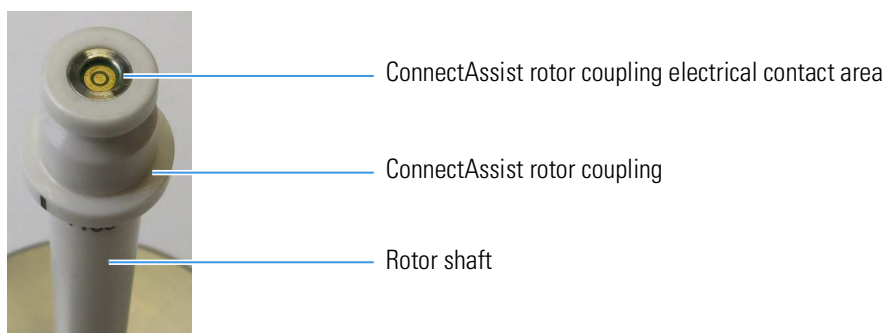 ConnectAssist rotor coupling electrical contact area
ConnectAssist rotor coupling
Rotor shaft